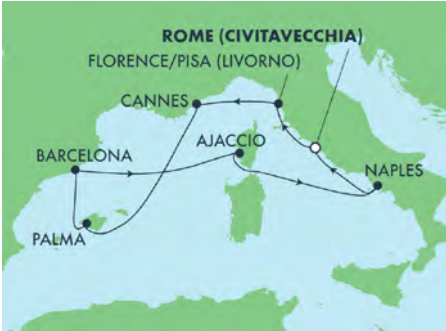 ROME (CIVITAVECCHIA)
FLORENCE/PISA (LIVORNO)
CANNES
AJACCIO
BARCELONA
NAPLES
PALMA